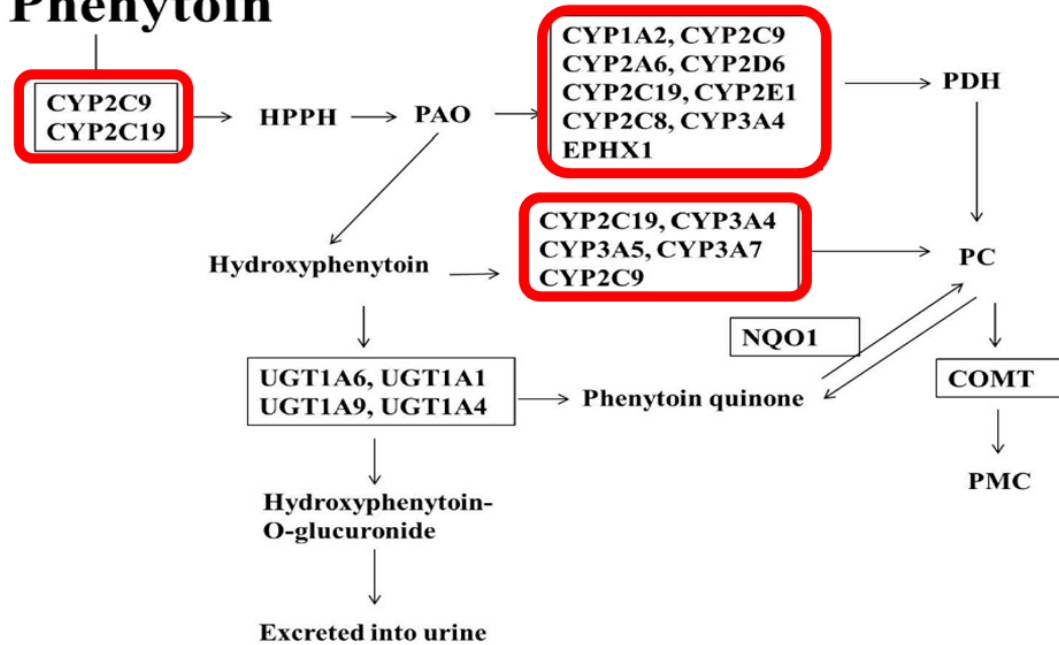 Phenytoin
CYP2C9
CYP2C19
HPPH
PAO
CYP1A2, CYP2C9
CYP2A6, CYP2D6
CYP2C19, CYP2E1
CYP2C8, CYP3A4
EPHX1
PDH
Hydroxyphenytoin
CYP2C19, CYP3A4
CYP3A5, CYP3A7
CYP2C9
PC
NQO1
UGT1A6, UGT1A1
UGT1A9, UGT1A4
Phenytoin quinone
COMT
PMC
Hydroxyphenytoin-
O-glucuronide
Excreted into urine